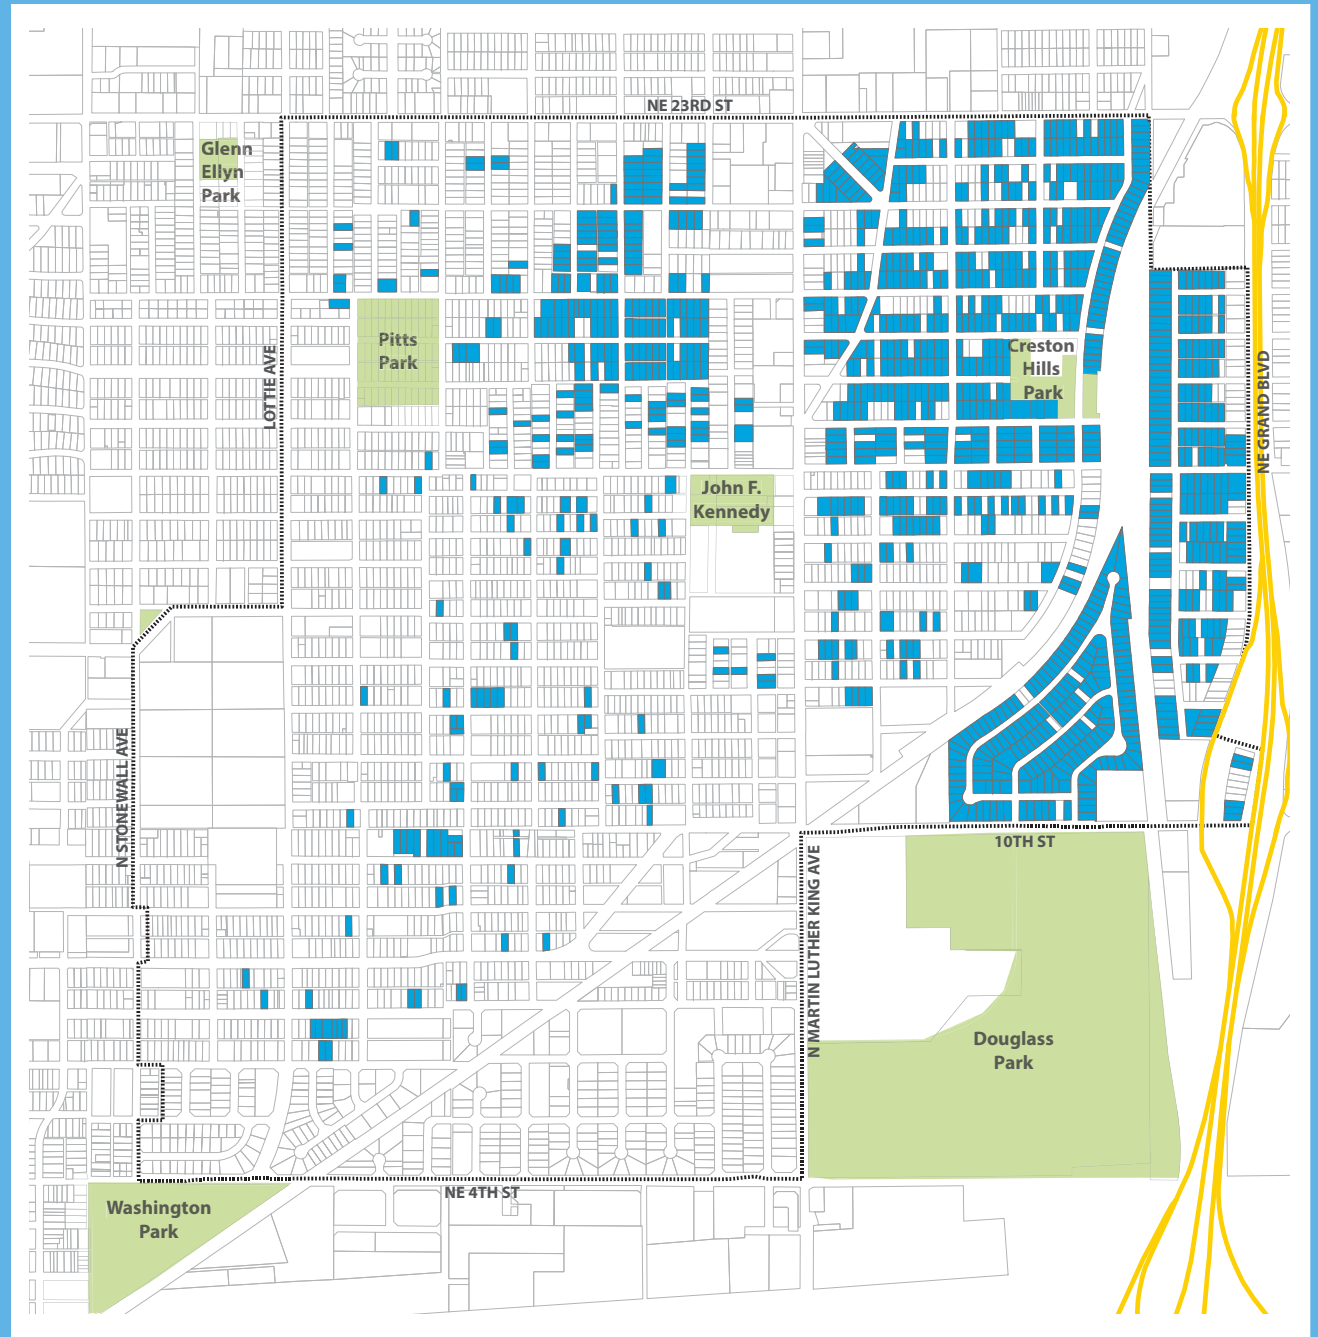 NE 23RD ST
Glenn
Ellyn
Park
LOTTIE AVE
Pitts
Park
Creston
Hills
Park
NE GRAND BLVD
John F.
Kennedy
N STONEWALL AVE
10TH ST
N MARTIN LUTHER KING AVE
Douglass
Park
NE 4TH ST
Washington
Park